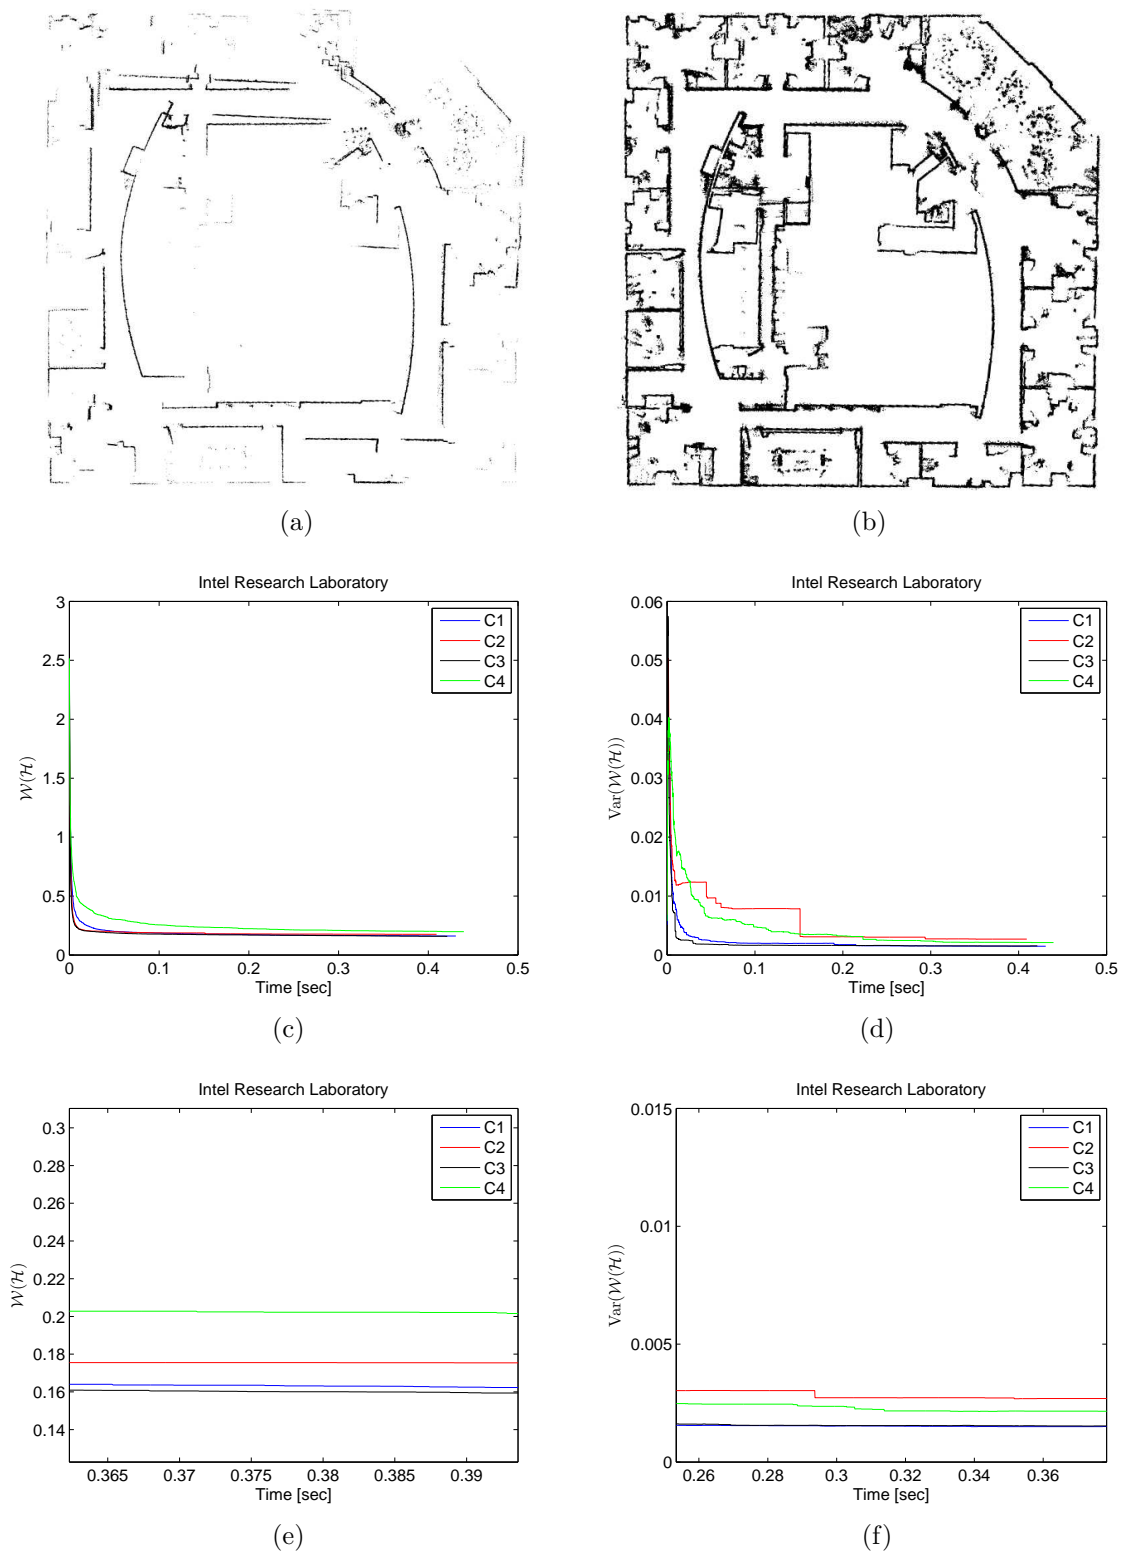 (a)
(b)
Intel Research Laboratory
3
2.5
2
1.5
1
0.5
0
𝒲(ℋ)
0 0.1 0.2 0.3 0.4 0.5
Time [sec]
C1
C2
C3
C4
(c)
Intel Research Laboratory
0.06
0.05
0.04
0.03
0.02
0.01
0
Var(𝒲(ℋ))
0 0.1 0.2 0.3 0.4 0.5
Time [sec]
C1
C2
C3
C4
(d)
Intel Research Laboratory
0.3
0.28
0.26
0.24
0.22
0.2
0.18
0.16
0.14
𝒲(ℋ)
0.365 0.37 0.375 0.38 0.385 0.39
Time [sec]
C1
C2
C3
C4
(e)
Intel Research Laboratory
0.015
0.01
0.005
0
Var(𝒲(ℋ))
0.26 0.28 0.3 0.32 0.34 0.36
Time [sec]
C1
C2
C3
C4
(f)